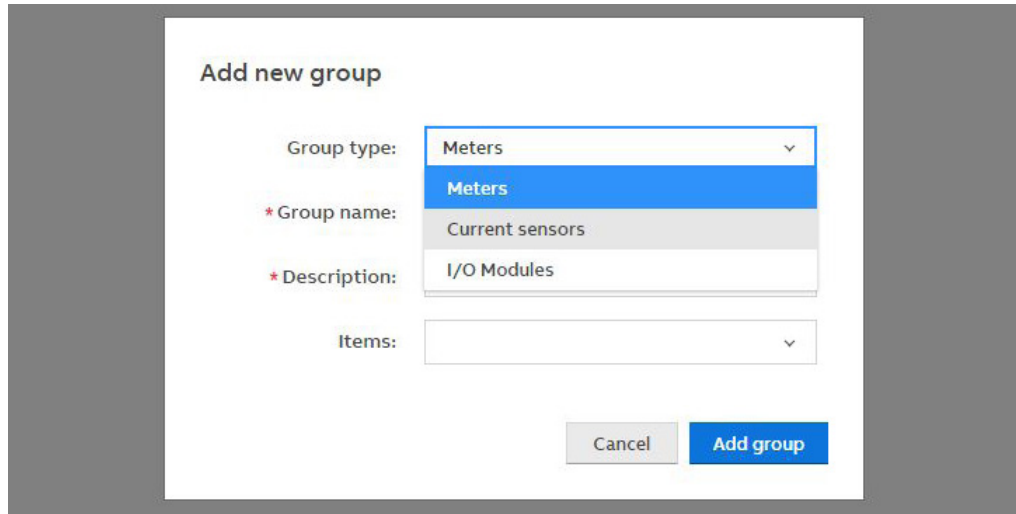 Add new group
Group type: Meters
Meters
* Group name:
Current sensors
* Description:
I/O Modules
Items:
Cancel Add group